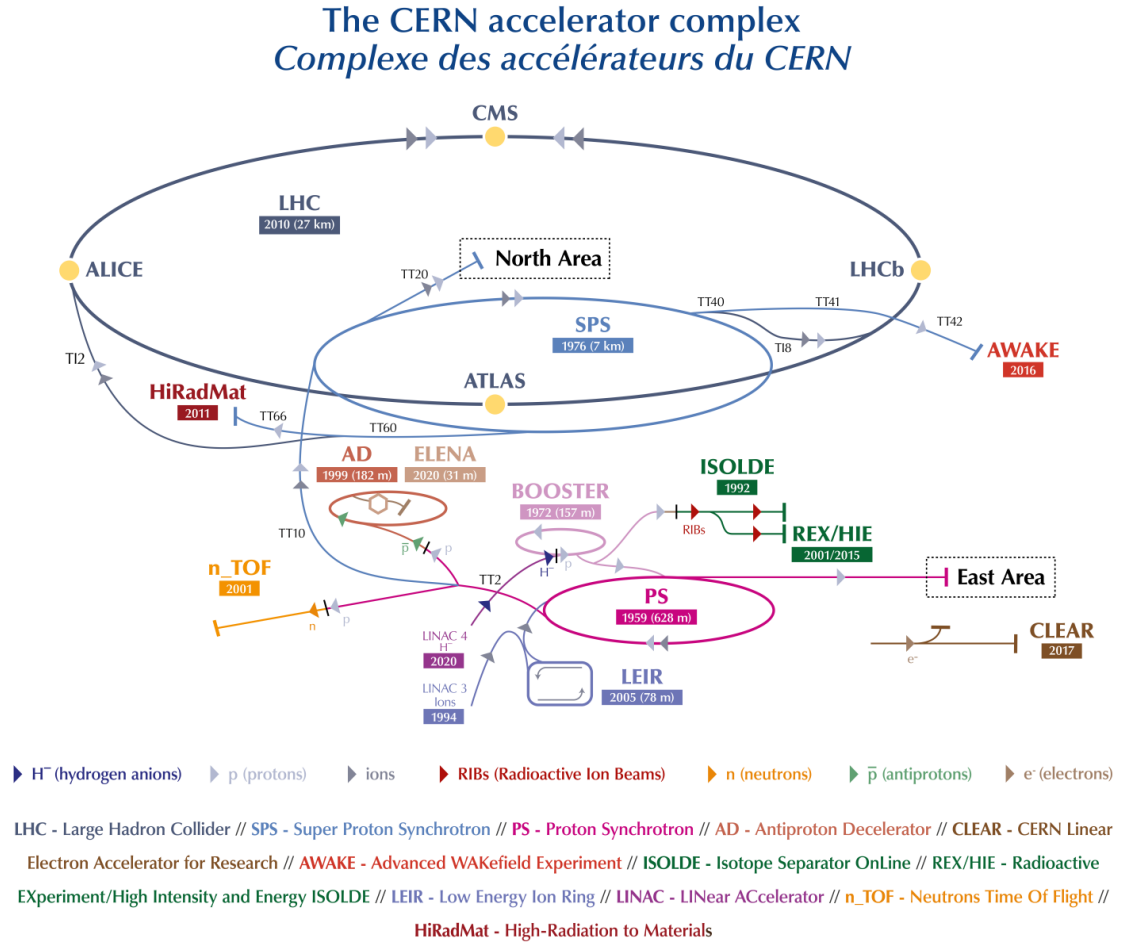 The CERN accelerator complex
Complexe des accélérateurs du CERN
CMS
LHC
2010 (27 km)
ALICE
LHCb
TT20
North Area
TT40
TT41
TT42
SPS
1976 (7 km)
TI8
AWAKE
2016
TI2
ATLAS
HiRadMat
2011
TT66
TT60
AD
1999 (182 m)
ELENA
2020 (31 m)
ISOLDE
1992
BOOSTER
1972 (157 m)
RIBs
REX/HIE
2001/2015
TT10
p̅
p
H⁻
p
n_TOF
2001
TT2
East Area
PS
1959 (628 m)
n
p
LINAC 4
H⁻
2020
CLEAR
2017
e⁻
LEIR
2005 (78 m)
LINAC 3
Ions
1994
H⁻ (hydrogen anions)
p (protons)
ions
RIBs (Radioactive Ion Beams)
n (neutrons)
p̅ (antiprotons)
e⁻ (electrons)
LHC - Large Hadron Collider // SPS - Super Proton Synchrotron // PS - Proton Synchrotron // AD - Antiproton Decelerator // CLEAR - CERN Linear
Electron Accelerator for Research // AWAKE - Advanced WAKefield Experiment // ISOLDE - Isotope Separator OnLine // REX/HIE - Radioactive
EXperiment/High Intensity and Energy ISOLDE // LEIR - Low Energy Ion Ring // LINAC - LINear ACcelerator // n_TOF - Neutrons Time Of Flight //
HiRadMat - High-Radiation to Materials